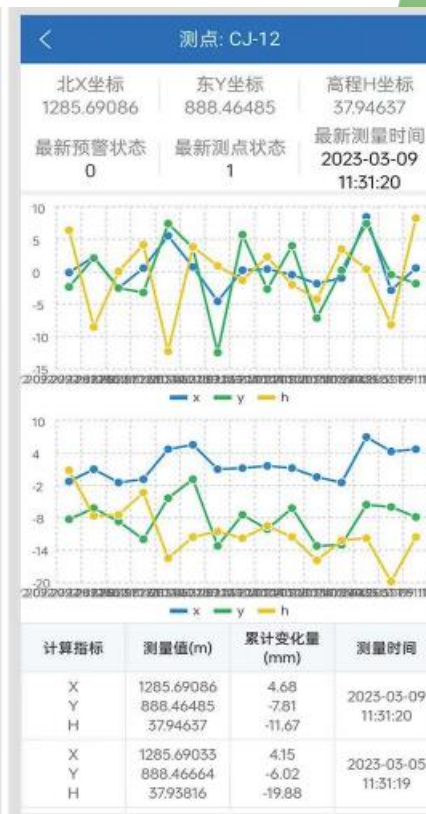 测点: CJ-12
北X坐标 东Y坐标 高程H坐标
1285.69086 888.46485 37.94637
最新预警状态 最新测点状态 最新测量时间
0 1 2023-03-09
11:31:20
10
5
0
-5
-10
-15
x y h
10
4
-2
-8
-14
-20
x y h
计算指标 测量值(m) 累计变化量(mm) 测量时间
X 1285.69086 4.68
Y 888.46485 -7.81 2023-03-09
H 37.94637 -11.67 11:31:20
X 1285.69033 4.15
Y 888.46664 -6.02 2023-03-05
H 37.93816 -19.88 11:31:19